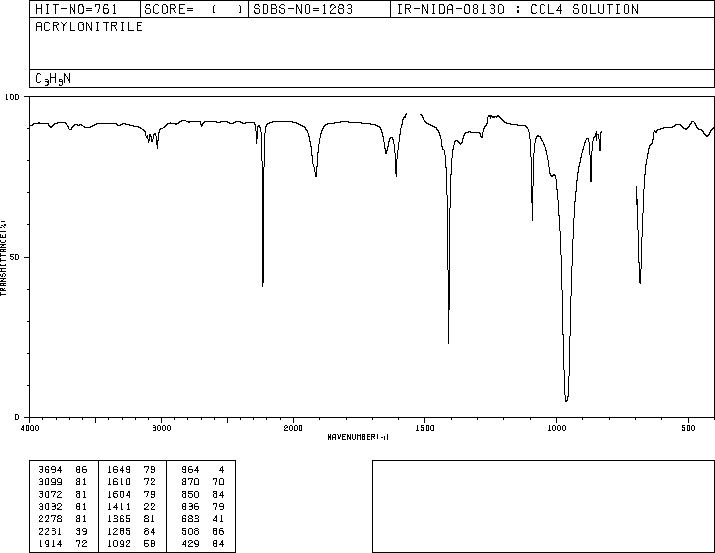 HIT-NO=761 SCORE= ( ) SDBS-NO=1283 IR-NIDA-08130 : CCL4 SOLUTION
ACRYLONITRILE
C3H3N
100
50
0
TRANSMITTANCE(%)
4000 3000 2000 1500 1000 500
WAVENUMBER(-1)
3694 86 1649 79 964 4
3099 81 1610 72 870 70
3072 81 1604 79 850 84
3032 81 1411 22 836 79
2278 81 1365 81 683 41
2231 39 1285 84 508 86
1914 72 1092 60 429 84